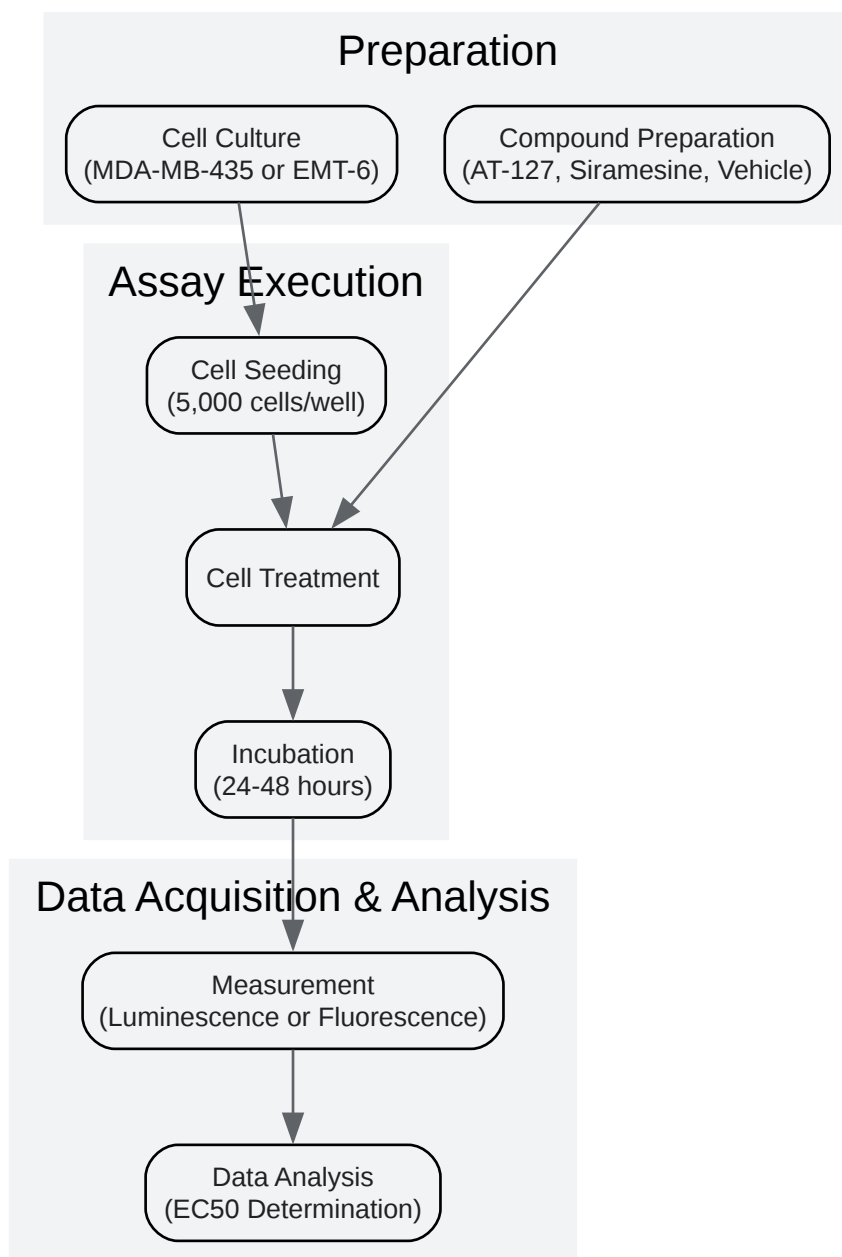 Preparation
Cell Culture
(MDA-MB-435 or EMT-6)
Compound Preparation
(AT-127, Siramesine, Vehicle)
Assay Execution
Cell Seeding
(5,000 cells/well)
Cell Treatment
Incubation
(24-48 hours)
Data Acquisition & Analysis
Measurement
(Luminescence or Fluorescence)
Data Analysis
(EC50 Determination)